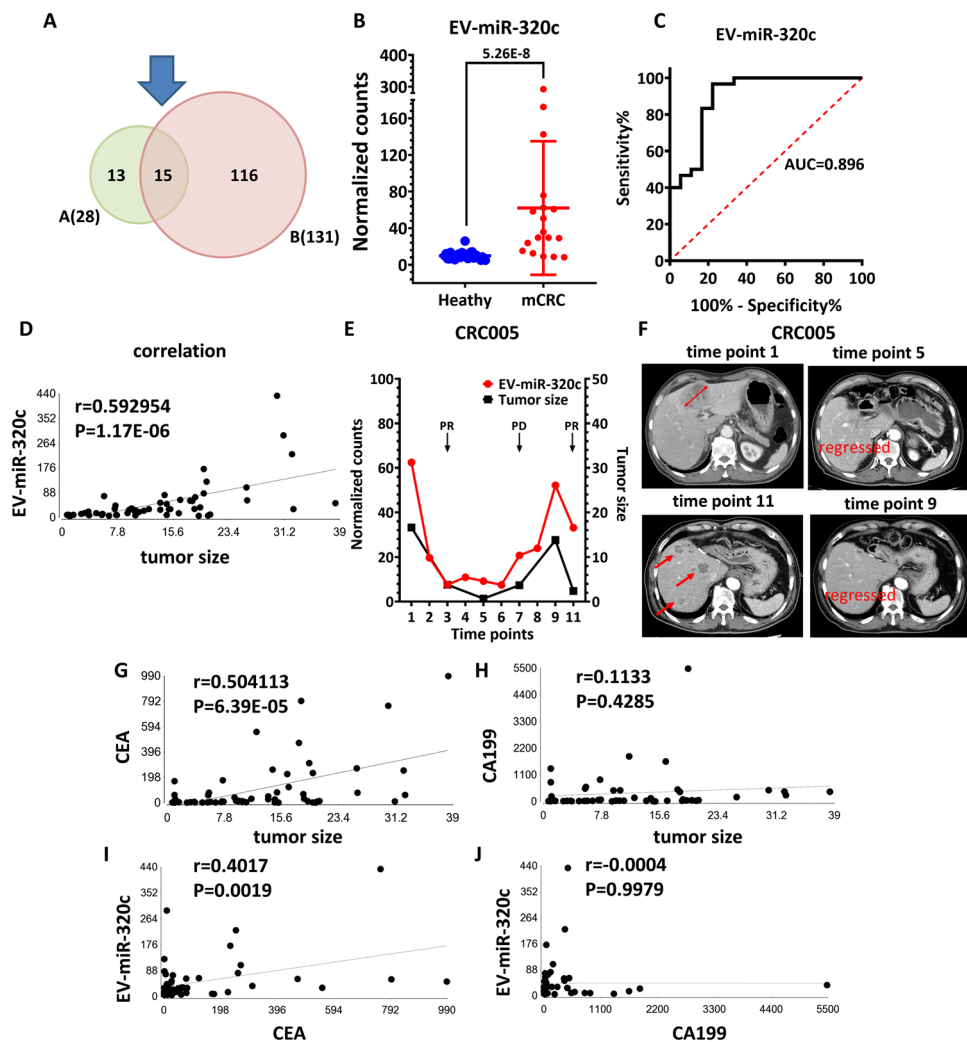 A
13
15
116
A(28)
B(131)
B
EV-miR-320c
5.26E-8
Normalized counts
400
300
200
160
120
80
40
0
Heathy
mCRC
C
EV-miR-320c
Sensitivity%
100
80
60
40
20
0
AUC=0.896
0 20 40 60 80 100
100% - Specificity%
D
correlation
r=0.592954
P=1.17E-06
EV-miR-320c
440
352
264
176
88
0
0 7.8 15.6 23.4 31.2 39
tumor size
E
CRC005
EV-miR-320c
Tumor size
PR
PD
PR
Normalized counts
100
80
60
40
20
0
Tumor size
50
40
30
20
10
0
1 2 3 4 5 6 7 8 9 11
Time points
F
CRC005
time point 1
time point 5
regressed
time point 11
time point 9
regressed
G
r=0.504113
P=6.39E-05
CEA
990
792
594
396
198
0
0 7.8 15.6 23.4 31.2 39
tumor size
H
r=0.1133
P=0.4285
CA199
5500
4400
3300
2200
1100
0
0 7.8 15.6 23.4 31.2 39
tumor size
I
r=0.4017
P=0.0019
EV-miR-320c
440
352
264
176
88
0
0 198 396 594 792 990
CEA
J
r=-0.0004
P=0.9979
EV-miR-320c
440
352
264
176
88
0
0 1100 2200 3300 4400 5500
CA199